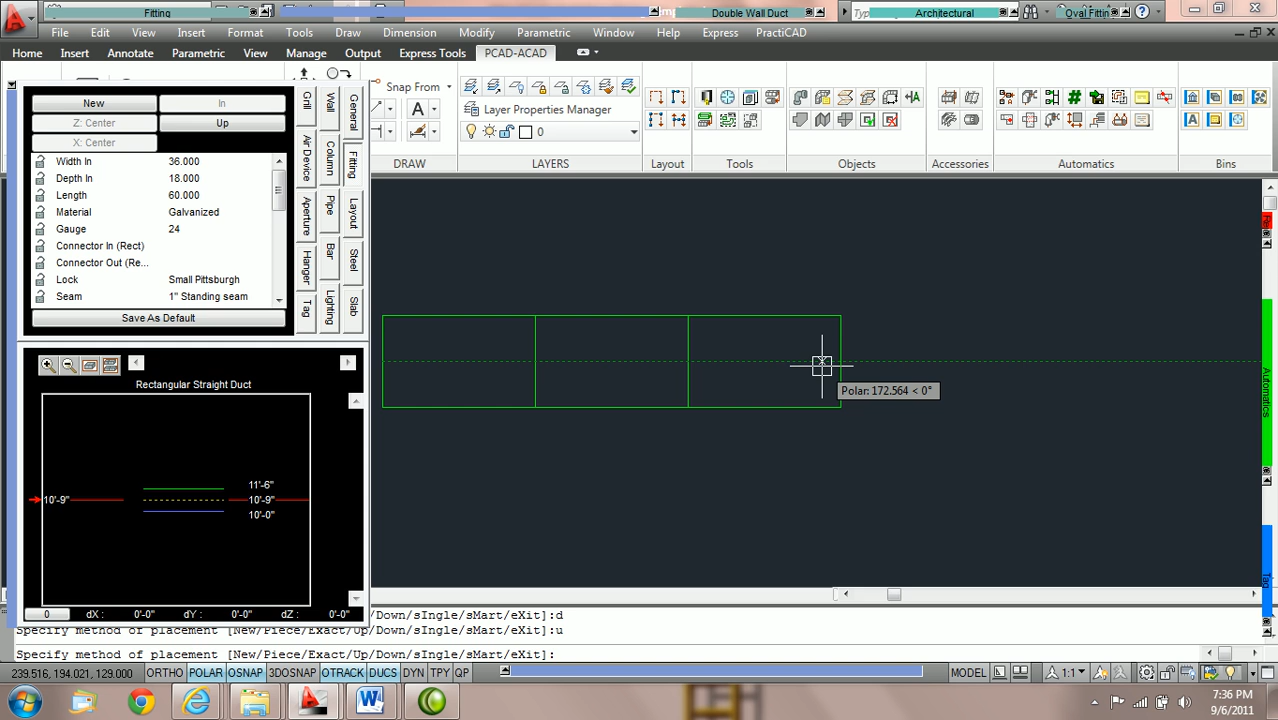 Fitting
Double Wall Duct
Architectural
Oval Fittin
File Edit View Insert Format Tools Draw Dimension Modify Parametric Window Help Express PractiCAD
Home Insert Annotate Parametric View Manage Output Express Tools PCAD-ACAD
Snap From
Layer Properties Manager
0
DRAW LAYERS Layout Tools Objects Accessories Automatics Bins
New In
Z: Center Up
X: Center
Width In 36.000
Depth In 18.000
Length 60.000
Material Galvanized
Gauge 24
Connector In (Rect)
Connector Out (Re...
Lock Small Pittsburgh
Seam 1" Standing seam
Save As Default
Grill
Air Device
Aperture
Hanger
Tag
Wall
Column
Pipe
Bar
Lighting
General
Fitting
Layout
Steel
Slab
Rectangular Straight Duct
11'-6"
10'-9" 10'-9"
10'-0"
0 dX : 0'-0" dY : 0'-0" dZ : 0'-0"
Polar: 172.564 < 0°
Automatics
Specify method of placement [New/Piece/Exact/Up/Down/sIngle/sMart/eXit]:d
Specify method of placement [New/Piece/Exact/Up/Down/sIngle/sMart/eXit]:u
Specify method of placement [New/Piece/Exact/Up/Down/sIngle/sMart/eXit]:
239.516, 194.021, 129.000 ORTHO POLAR OSNAP 3DOSNAP OTRACK DUCS DYN TPY QP MODEL 1:1
7:36 PM
9/6/2011